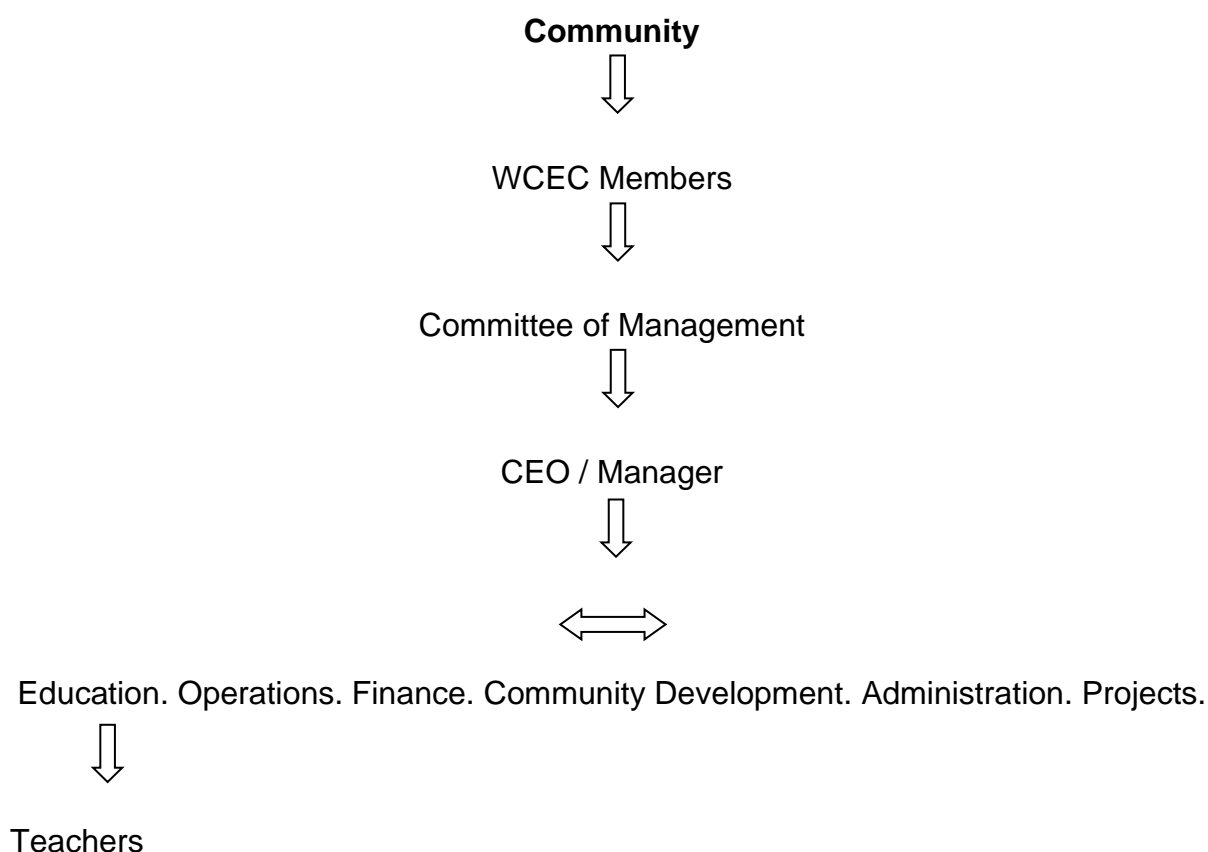 Community
WCEC Members
Committee of Management
CEO / Manager
Education. Operations. Finance. Community Development. Administration. Projects.
Teachers